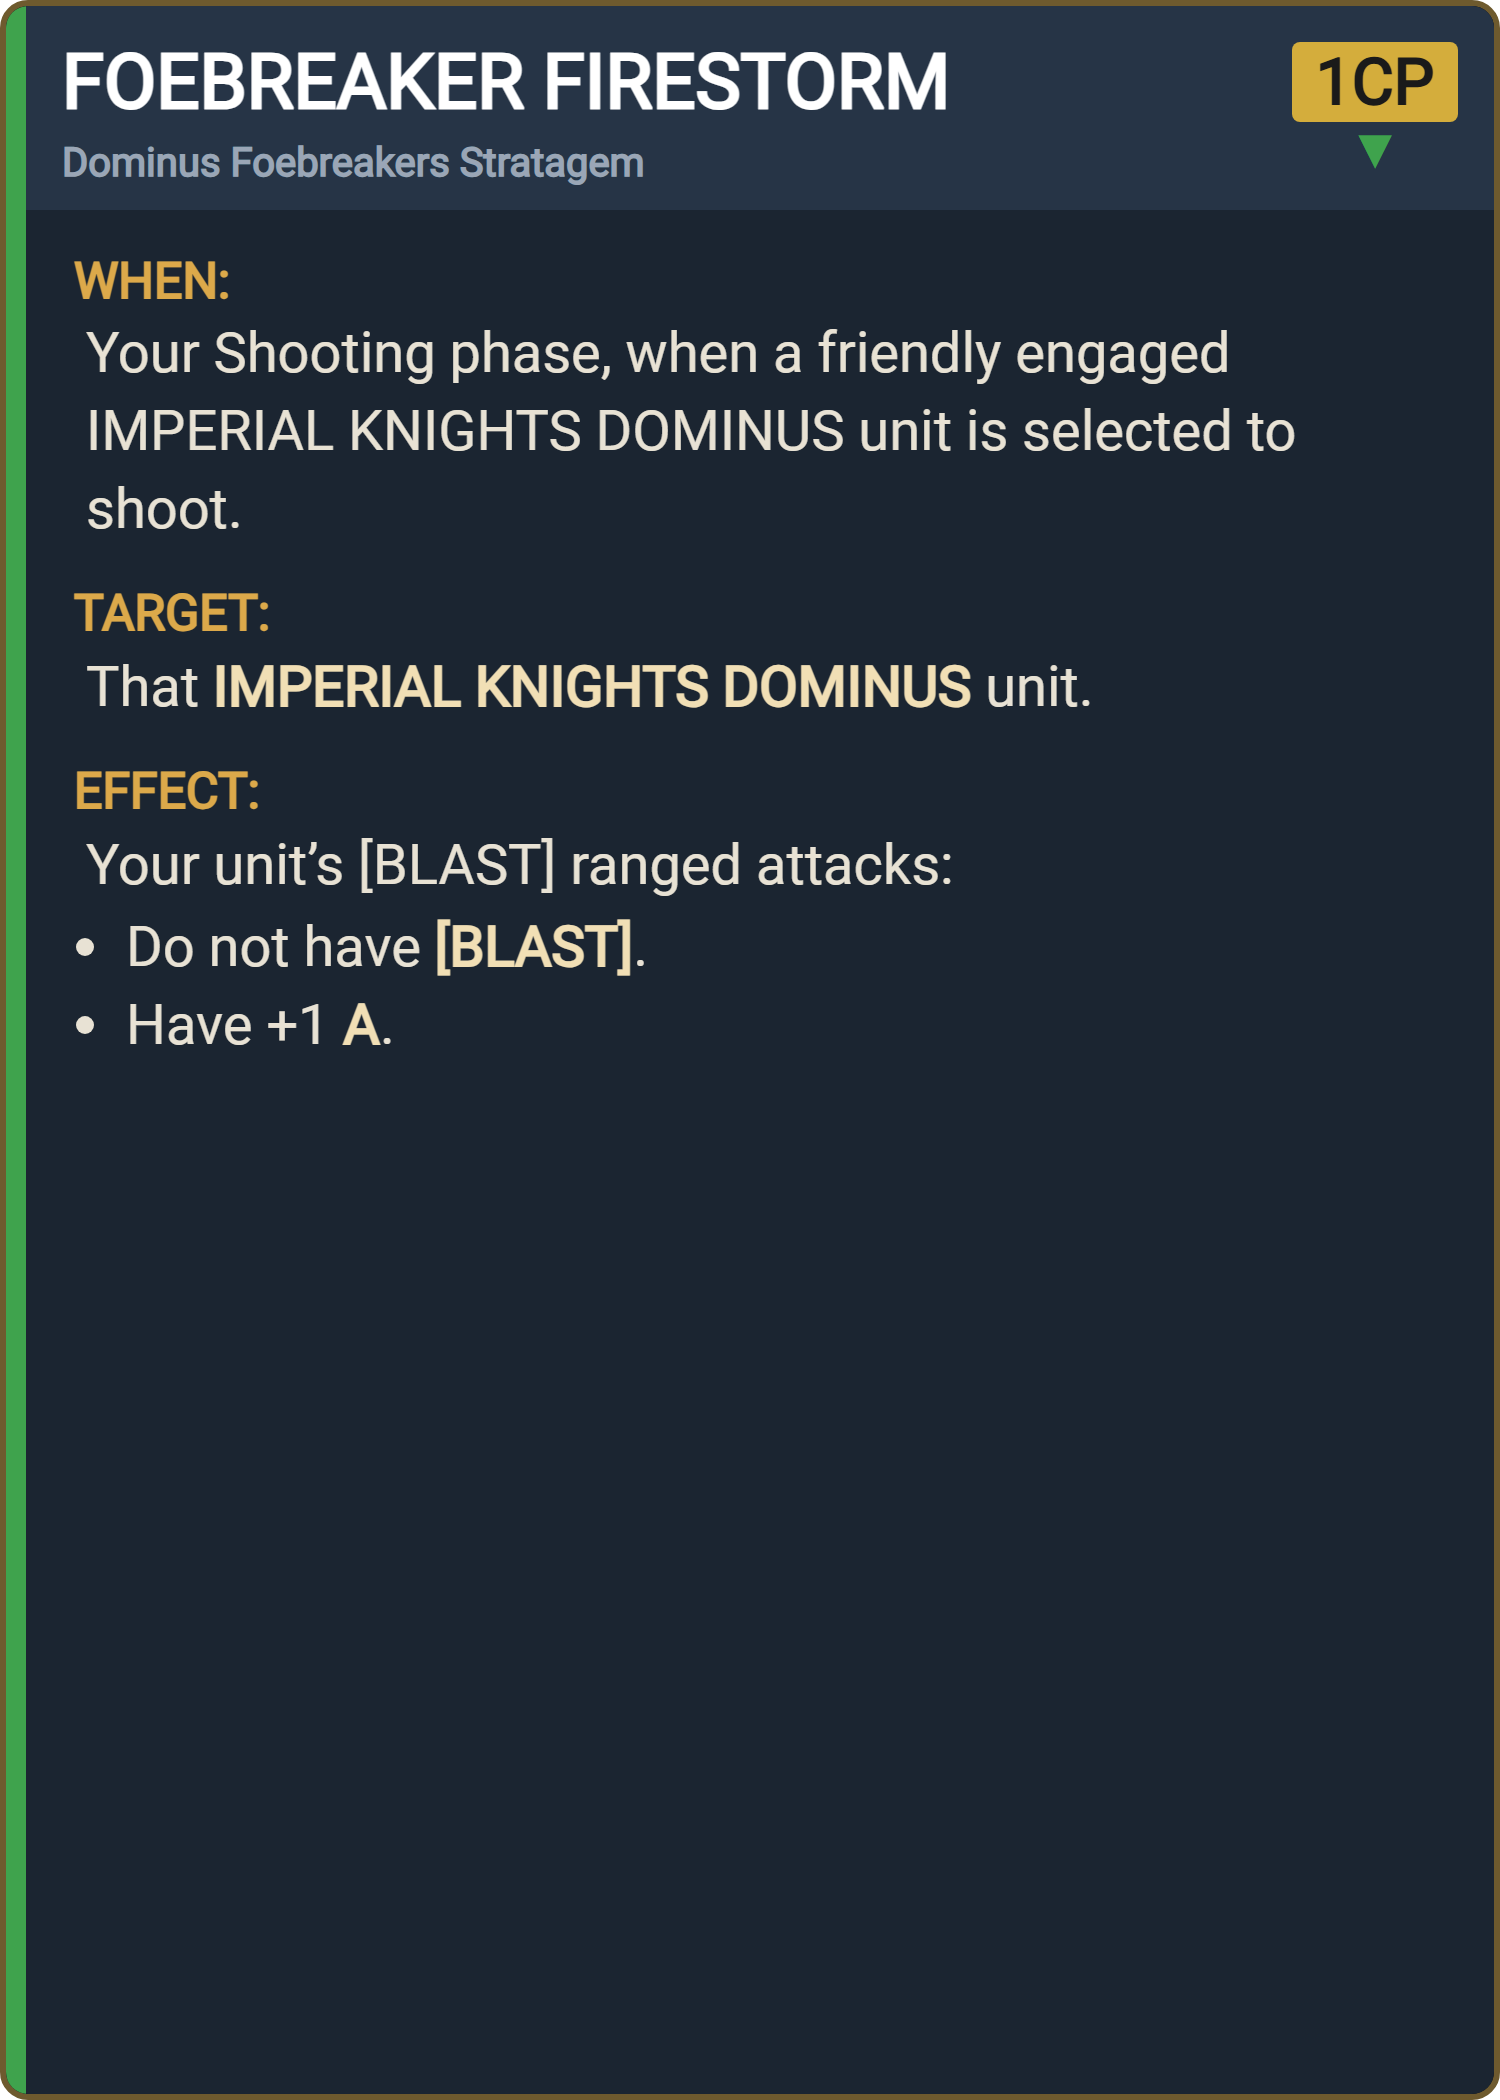 FOEBREAKER FIRESTORM
1CP
Dominus Foebreakers Stratagem
WHEN:
Your Shooting phase, when a friendly engaged
IMPERIAL KNIGHTS DOMINUS unit is selected to
shoot.
TARGET:
That IMPERIAL KNIGHTS DOMINUS unit.
EFFECT:
Your unit’s [BLAST] ranged attacks:
• Do not have [BLAST].
• Have +1 A.